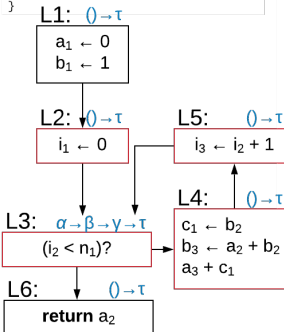 }
L1: ()→τ
a₁ ← 0
b₁ ← 1
L2: ()→τ
i₁ ← 0
L5: ()→τ
i₃ ← i₂ + 1
L3: α→β→γ→τ
(i₂ < n₁)?
L4: ()→τ
c₁ ← b₂
b₃ ← a₂ + b₂
a₃ + c₁
L6: ()→τ
return a₂